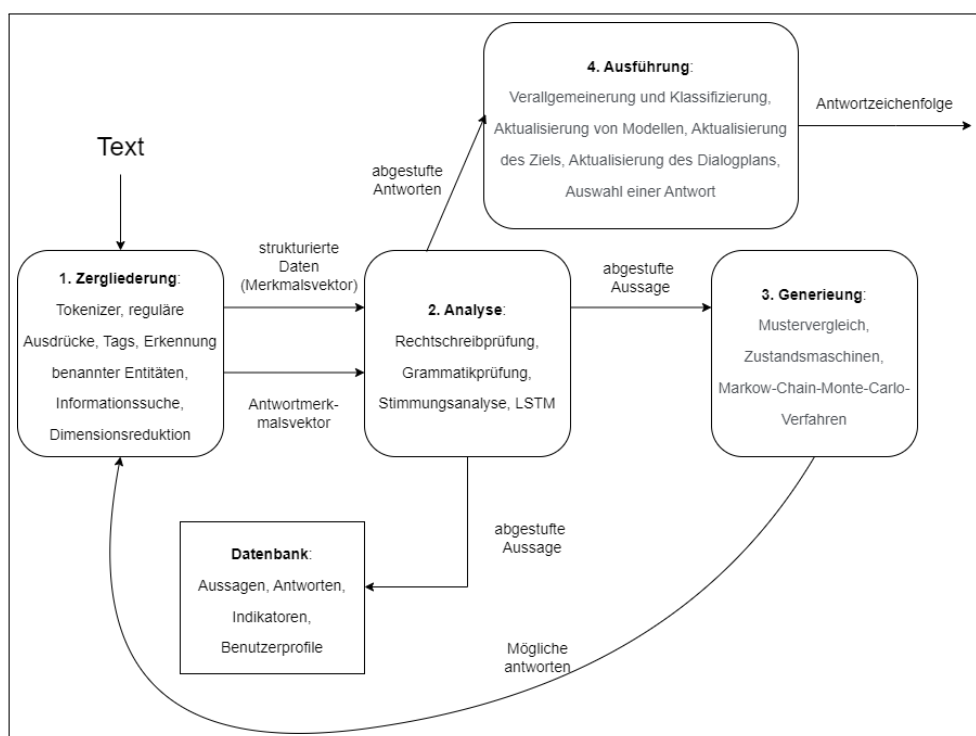 4. Ausführung:
Verallgemeinerung und Klassifizierung,
Aktualisierung von Modellen, Aktualisierung
des Ziels, Aktualisierung des Dialogplans,
Auswahl einer Antwort
Antwortzeichenfolge
Text
abgestufte
Antworten
1. Zergliederung:
Tokenizer, reguläre
Ausdrücke, Tags, Erkennung
benannter Entitäten,
Informationssuche,
Dimensionsreduktion
strukturierte
Daten
(Merkmalsvektor)
Antwortmerk-
malsvektor
2. Analyse:
Rechtschreibprüfung,
Grammatikprüfung,
Stimmungsanalyse, LSTM
abgestufte
Aussage
3. Generieung:
Mustervergleich,
Zustandsmaschinen,
Markow-Chain-Monte-Carlo-
Verfahren
abgestufte
Aussage
Datenbank:
Aussagen, Antworten,
Indikatoren,
Benutzerprofile
Mögliche
antworten